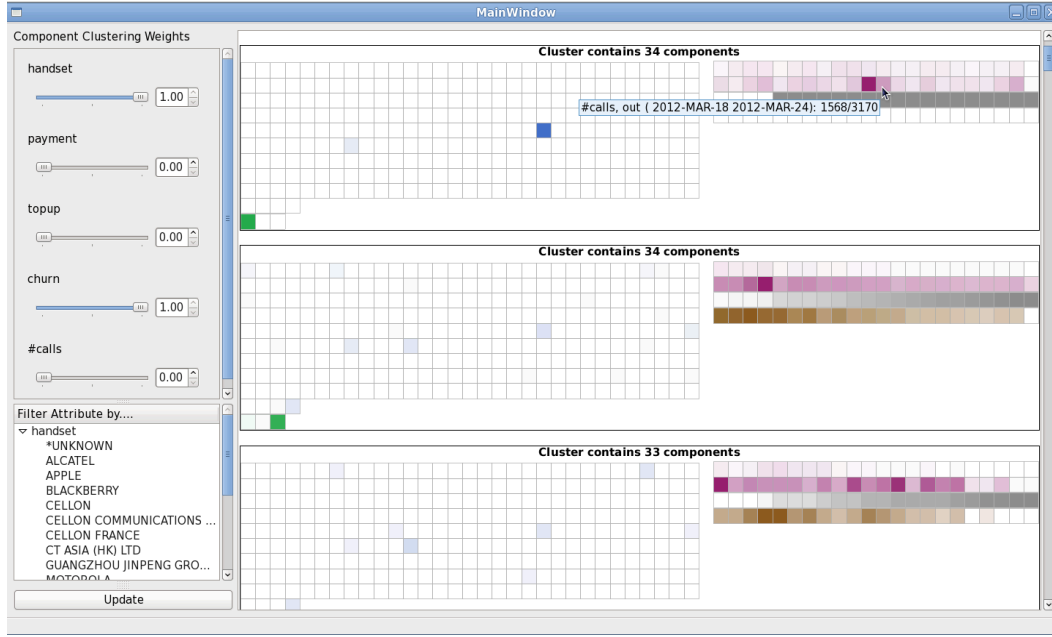 MainWindow
Component Clustering Weights
handset
1.00
payment
0.00
topup
0.00
churn
1.00
#calls
0.00
Filter Attribute by....
handset
*UNKNOWN
ALCATEL
APPLE
BLACKBERRY
CELLON
CELLON COMMUNICATIONS ...
CELLON FRANCE
CT ASIA (HK) LTD
GUANGZHOU JINPENG GRO...
MOTOROLA
Update
Cluster contains 34 components
#calls, out ( 2012-MAR-18 2012-MAR-24): 1568/3170
Cluster contains 34 components
Cluster contains 33 components